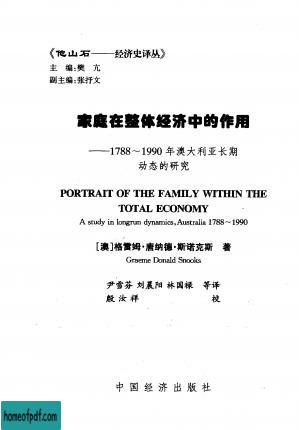 《他山石——经济史译丛》
主 编:樊 亢
副主编:张抒文
家庭在整体经济中的作用
——1788~1990 年澳大利亚长期
动态的研究
PORTRAIT OF THE FAMILY WITHIN THE
TOTAL ECONOMY
A study in longrun dynamics, Australia 1788~1990
[澳]格雷姆·唐纳德·斯诺克斯 著
Graeme Donald Snooks
尹雪芬 刘晨阳 林国禄 等译
殷汝祥 校
中国经济出版社
homeofpdf.com